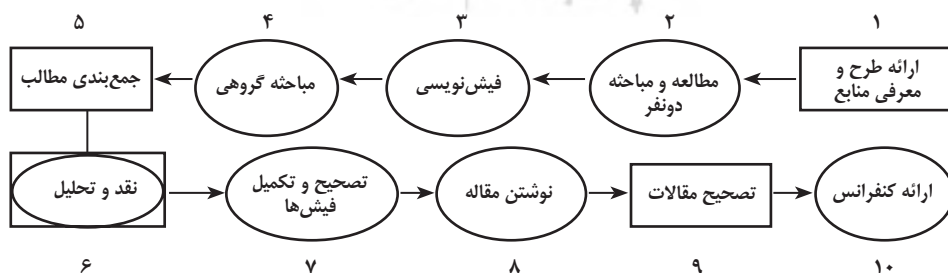 ۱
۲
۳
۴
۵
ارائه طرح و
معرفی منابع
مطالعه و مباحثه
دونفر
فیش‌نویسی
مباحثه گروهی
جمع‌بندی مطالب
نقد و تحلیل
تصحیح و تکمیل
فیش‌ها
نوشتن مقاله
تصحیح مقالات
ارائه کنفرانس
۶
۷
۸
۹
۱۰